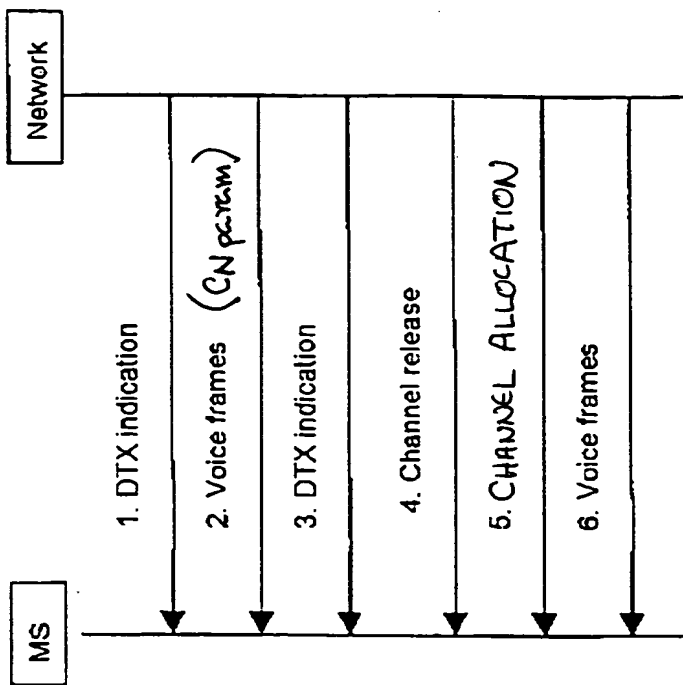 MS
Network
1. DTX indication
2. Voice frames (CN param)
3. DTX indication
4. Channel release
5. CHANNEL ALLOCATION
6. Voice frames